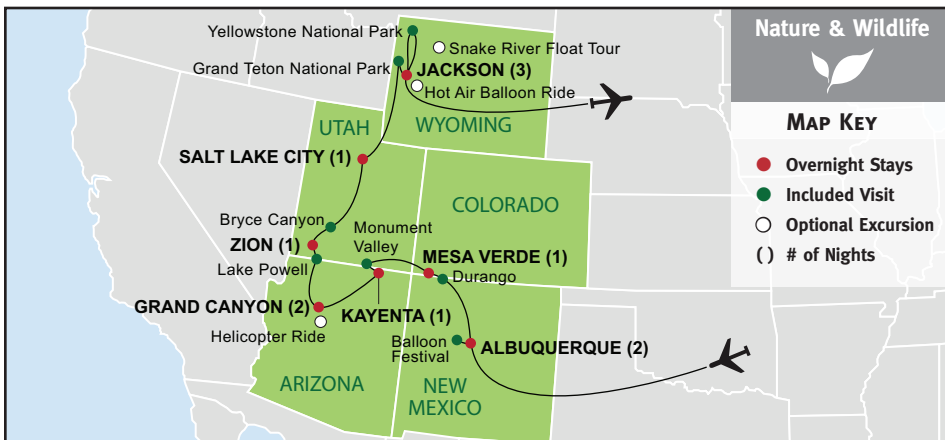 Yellowstone National Park
Snake River Float Tour
Grand Teton National Park
JACKSON (3)
Hot Air Balloon Ride
UTAH
WYOMING
SALT LAKE CITY (1)
COLORADO
Bryce Canyon
Monument
Valley
ZION (1)
MESA VERDE (1)
Lake Powell
Durango
GRAND CANYON (2)
KAYENTA (1)
Helicopter Ride
Balloon
Festival
ALBUQUERQUE (2)
ARIZONA
NEW
MEXICO
Nature & Wildlife
MAP KEY
Overnight Stays
Included Visit
Optional Excursion
( ) # of Nights